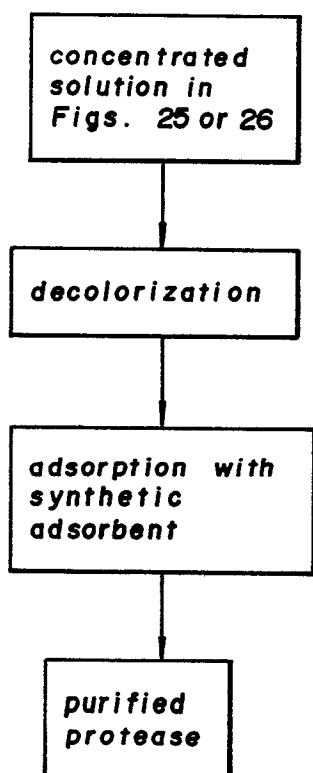 concentrated
solution in
Figs. 25 or 26
decolorization
adsorption with
synthetic
adsorbent
purified
protease